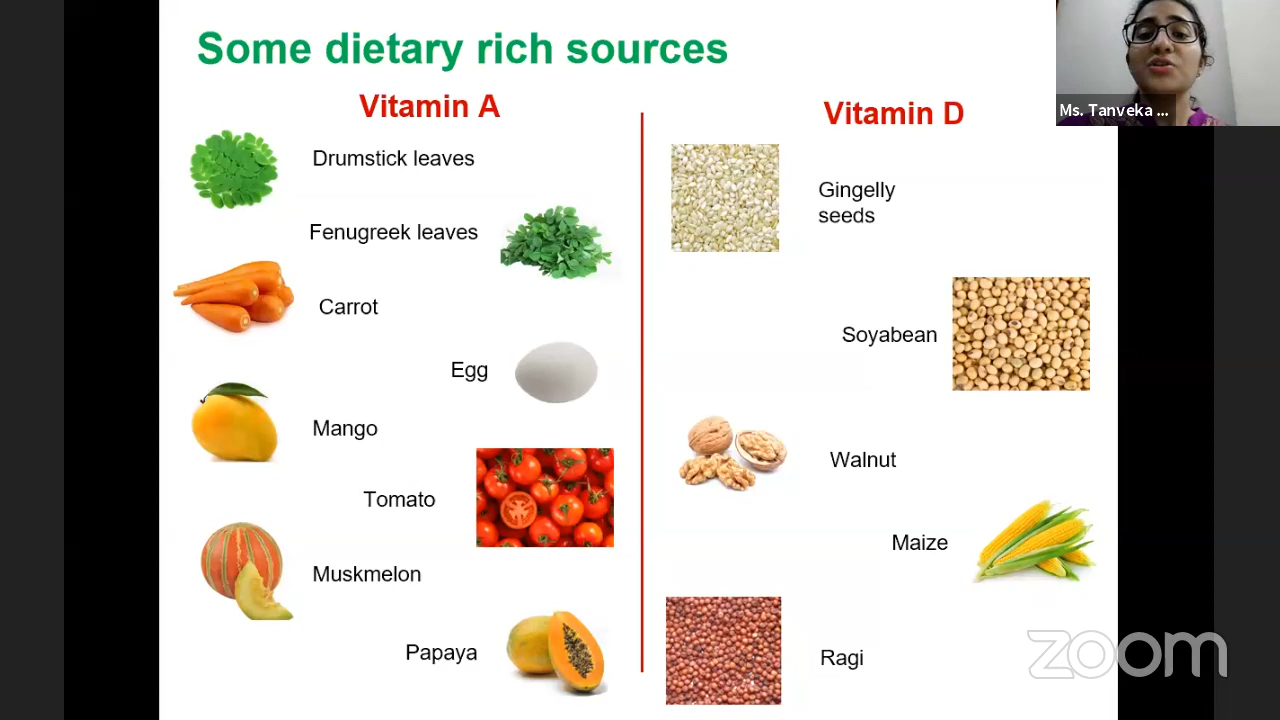 Some dietary rich sources
Vitamin A
Vitamin D
Ms. Tanveka ...
Drumstick leaves
Fenugreek leaves
Carrot
Egg
Mango
Tomato
Muskmelon
Papaya
Gingelly
seeds
Soyabean
Walnut
Maize
Ragi
zoom